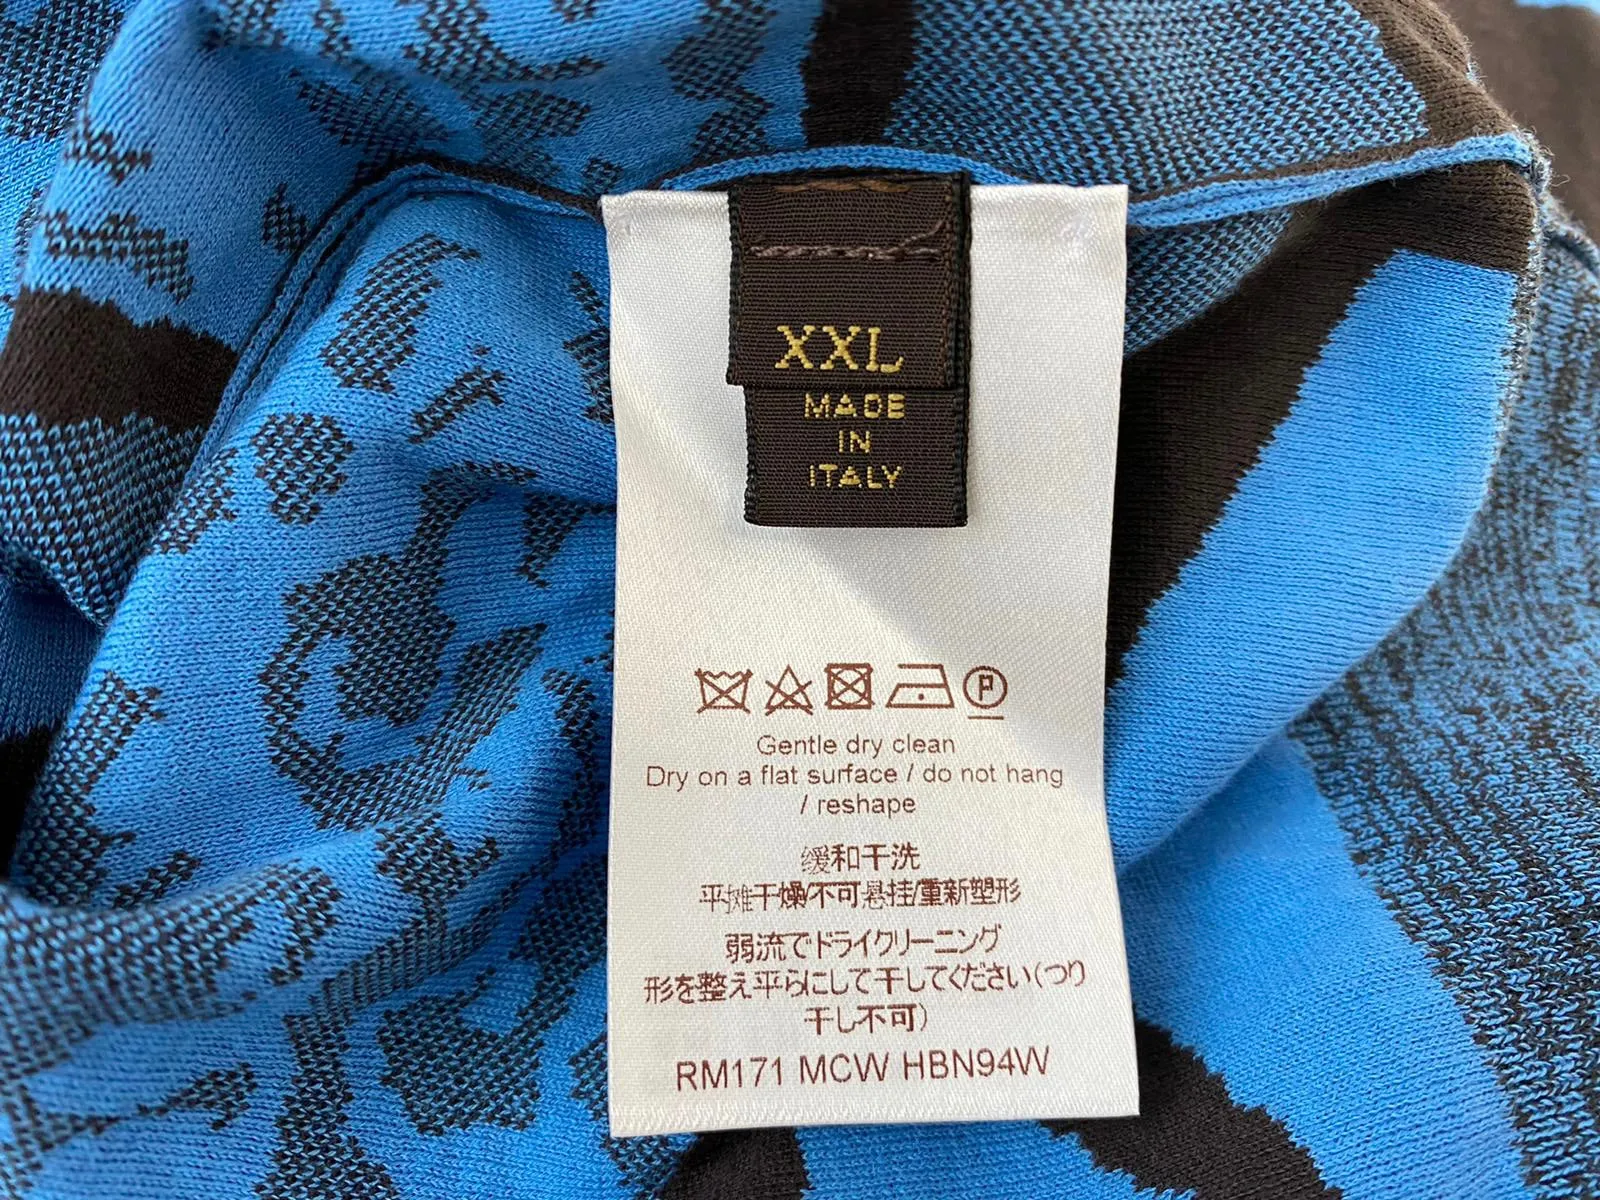 XXL
MADE
IN
ITALY
P
Gentle dry clean
Dry on a flat surface / do not hang
/ reshape
缓和干洗
平摊干燥/不可悬挂/重新塑形
弱流でドライクリーニング
形を整え平らにして干してください(つり
干し不可)
RM171 MCW HBN94W